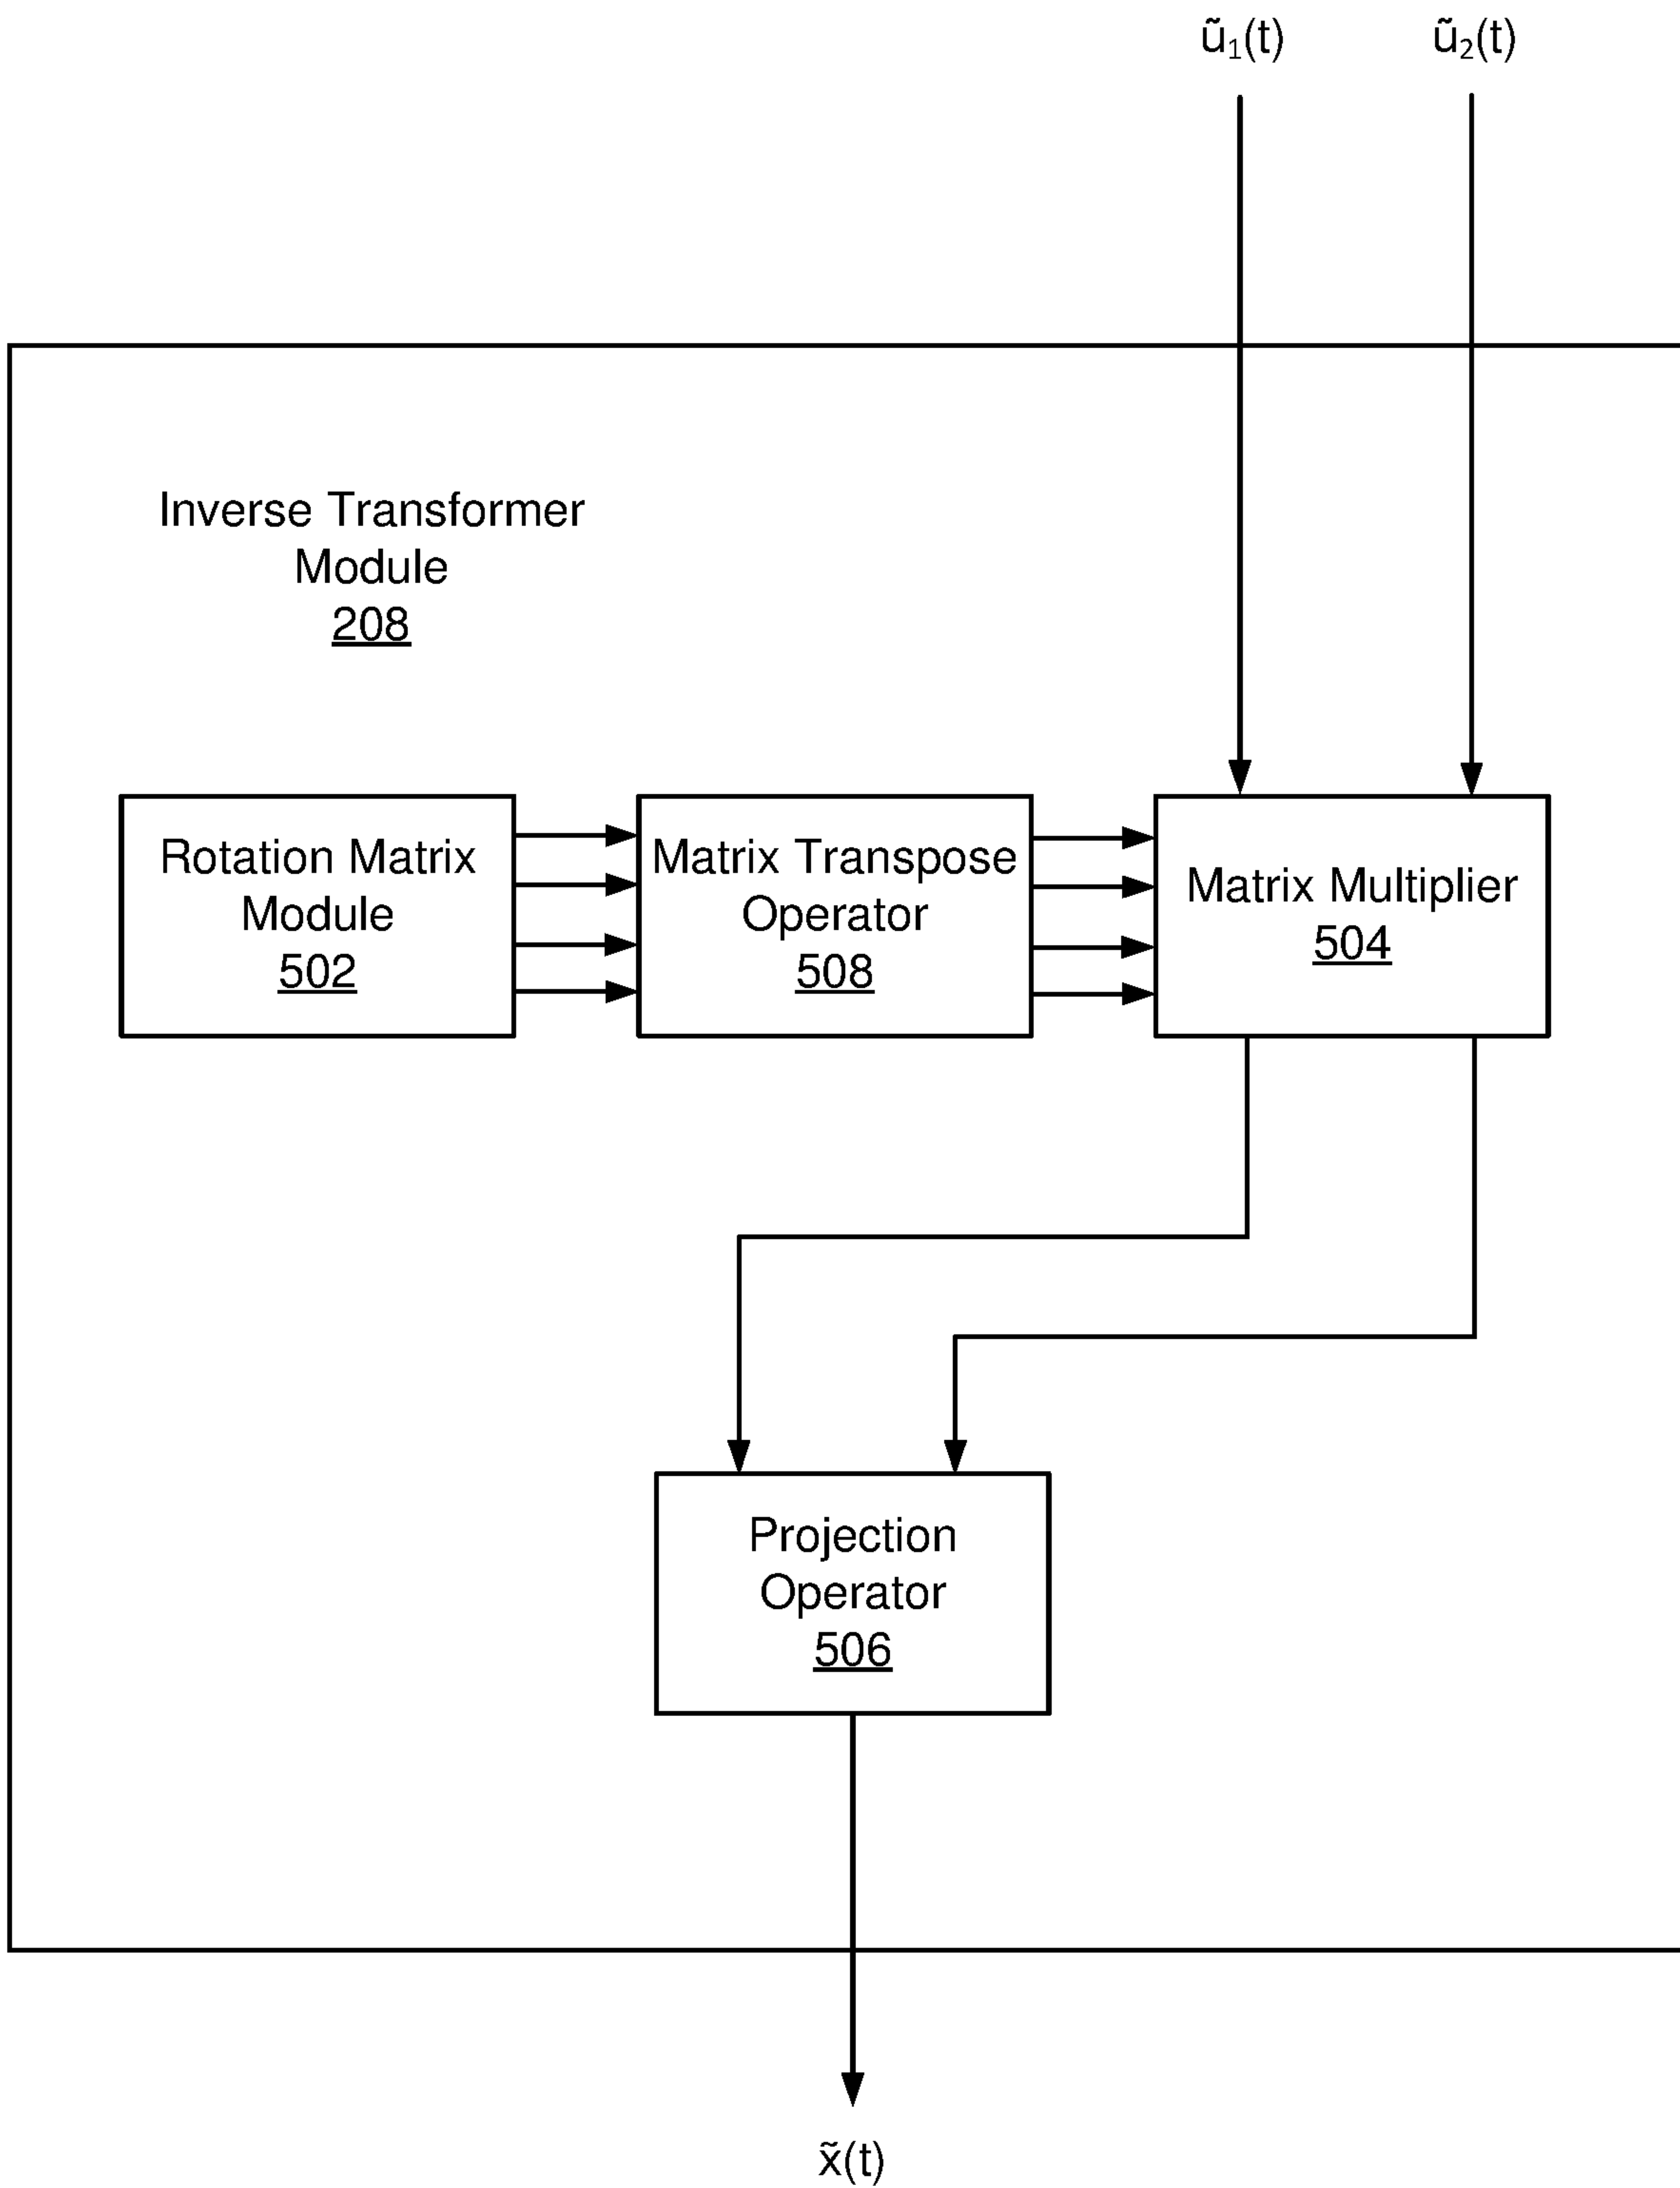 ũ₁(t) ũ₂(t)
Inverse Transformer
Module
208
Rotation Matrix
Module
502
Matrix Transpose
Operator
508
Matrix Multiplier
504
Projection
Operator
506
x̃(t)